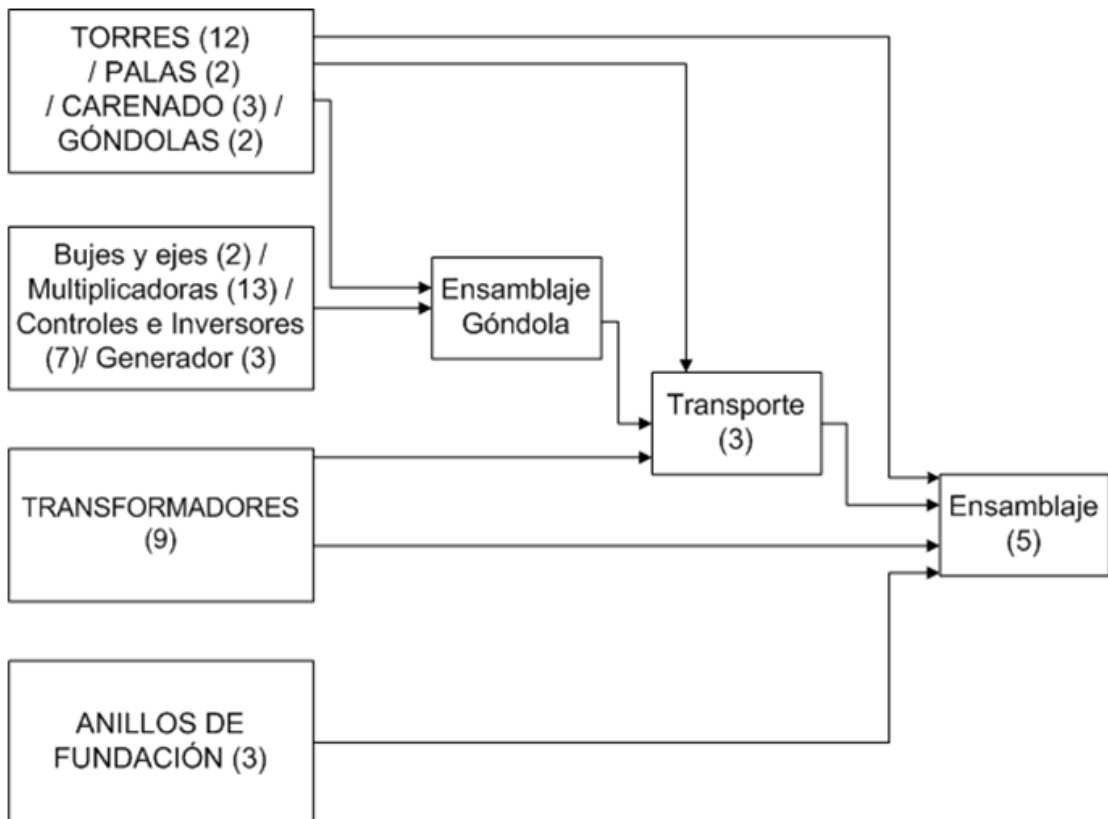 TORRES (12)
/ PALAS (2)
/ CARENADO (3) /
GÓNDOLAS (2)
Bujes y ejes (2) /
Multiplicadoras (13) /
Controles e Inversores
(7)/ Generador (3)
Ensamblaje
Góndola
Transporte
(3)
TRANSFORMADORES
(9)
Ensamblaje
(5)
ANILLOS DE
FUNDACIÓN (3)